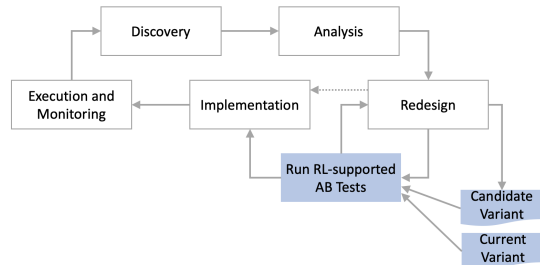 Discovery
Analysis
Execution and
Monitoring
Implementation
Redesign
Run RL-supported
AB Tests
Candidate
Variant
Current
Variant